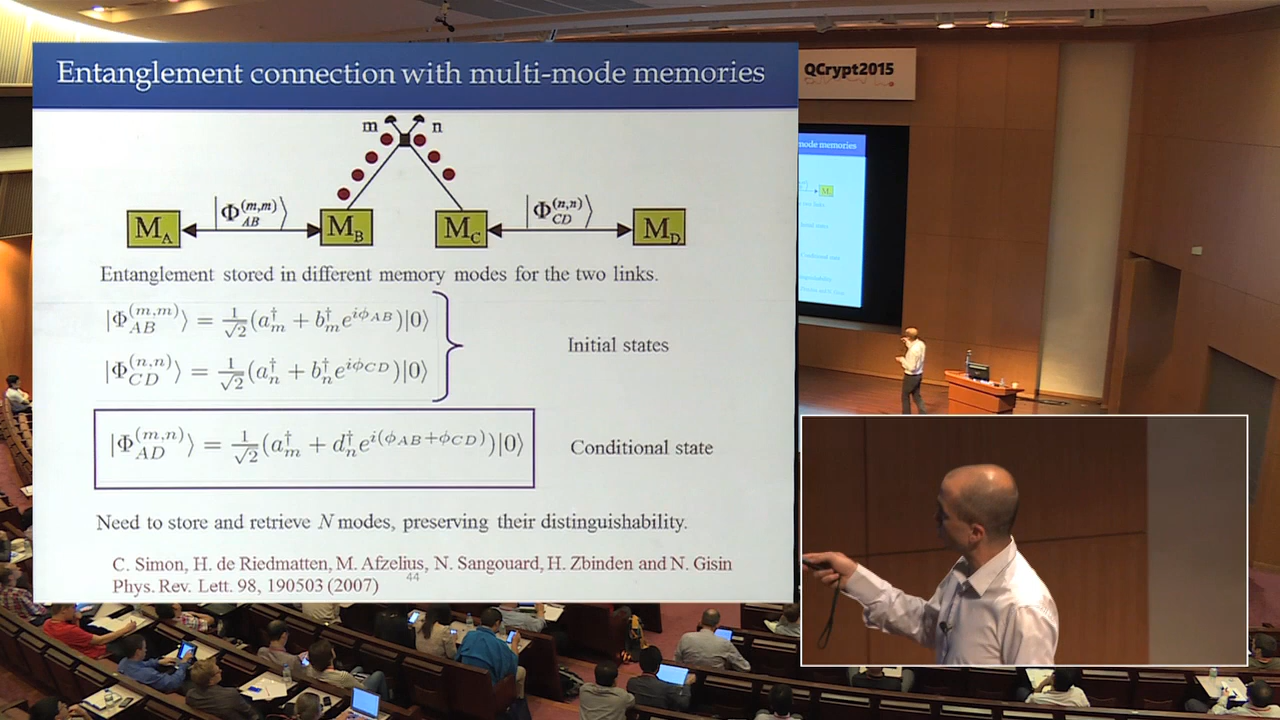 Entanglement connection with multi-mode memories
QCrypt2015
mode memories
m n
|Φ_AB^(m,m)⟩ |Φ_CD^(n,n)⟩
M_A M_B M_C M_D
Entanglement stored in different memory modes for the two links.
|Φ_AB^(m,m)⟩ = 1/√2 (a_m^† + b_m^† e^{iϕ_AB})|0⟩
Initial states
|Φ_CD^(n,n)⟩ = 1/√2 (a_n^† + b_n^† e^{iϕ_CD})|0⟩
|Φ_AD^(m,n)⟩ = 1/√2 (a_m^† + d_n^† e^{i(ϕ_AB+ϕ_CD)})|0⟩
Conditional state
Need to store and retrieve N modes, preserving their distinguishability.
C. Simon, H. de Riedmatten, M. Afzelius, N. Sangouard, H. Zbinden and N. Gisin
Phys. Rev. Lett. 98, 190503 (2007)
44